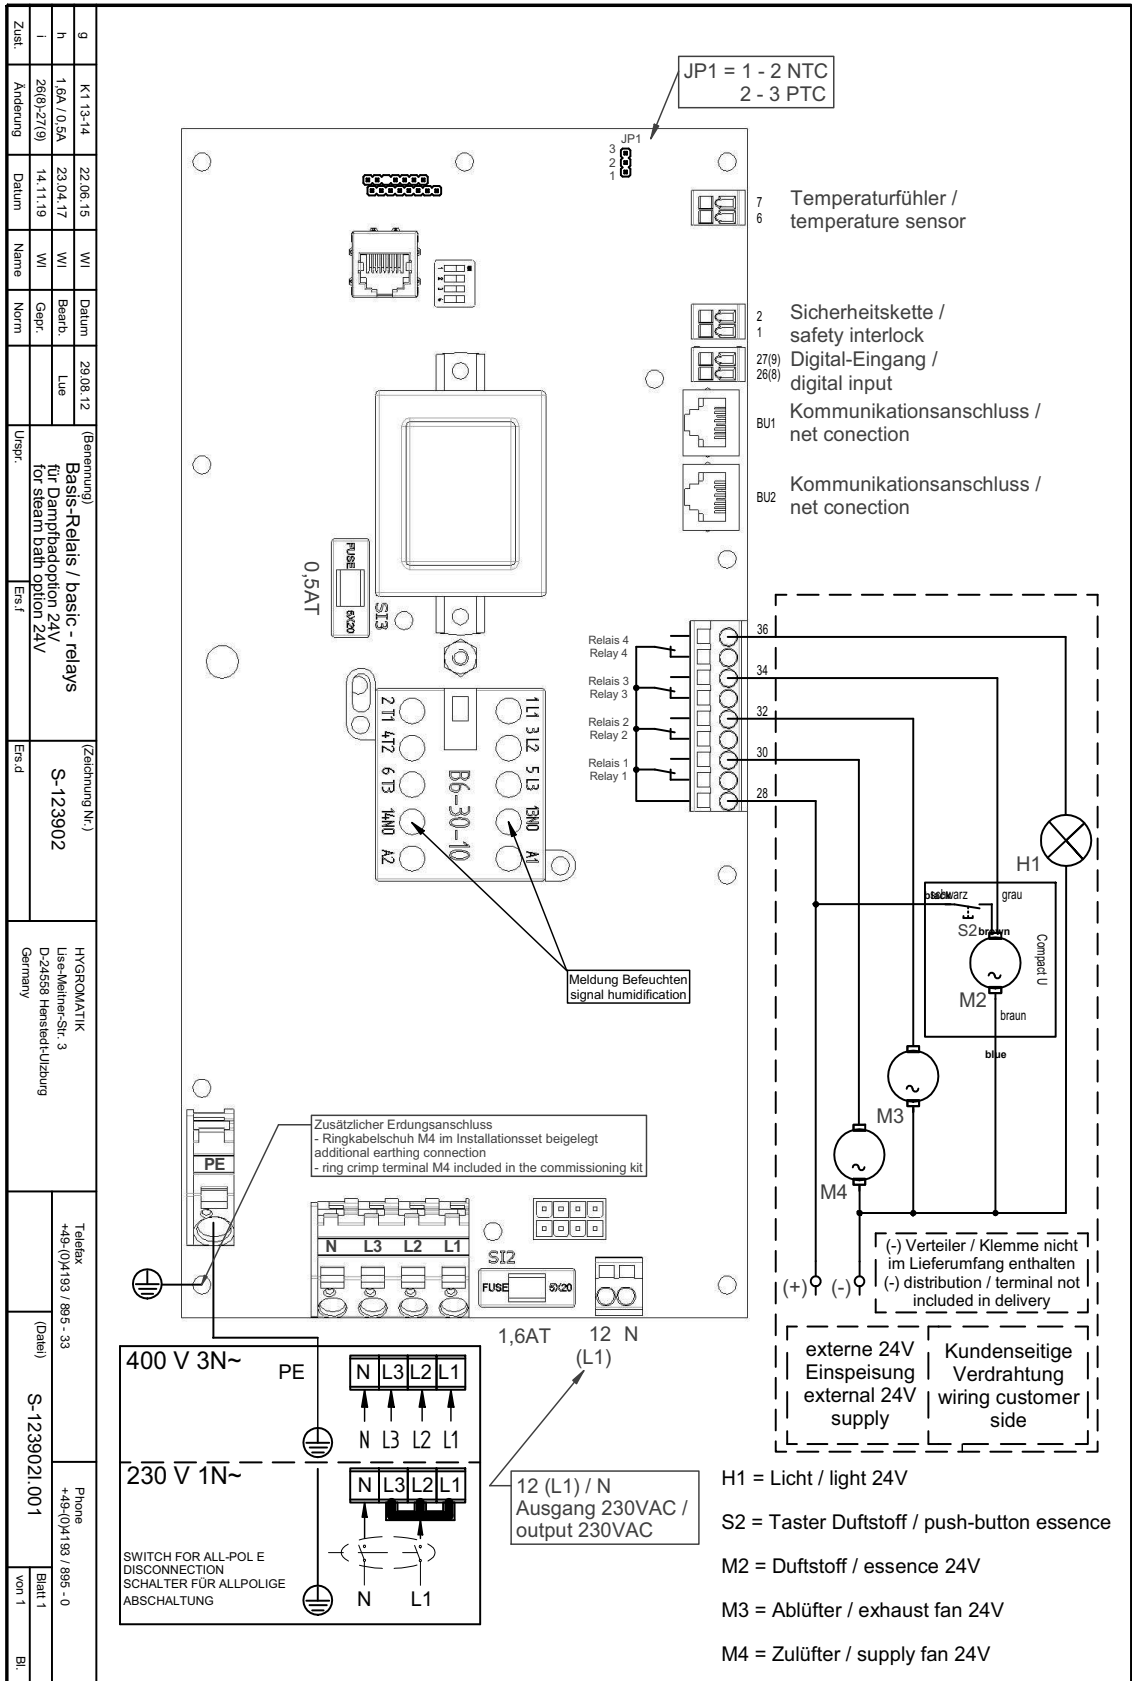 JP1 = 1 - 2 NTC
2 - 3 PTC
JP1
3
2
1
7
6
Temperaturfühler /
temperature sensor
2
1
Sicherheitskette /
safety interlock
27(9)
26(8)
Digital-Eingang /
digital input
BU1
Kommunikationsanschluss /
net conection
BU2
Kommunikationsanschluss /
net conection
FUSE
5X20
SI3
0,5AT
Relais 4
Relay 4
Relais 3
Relay 3
Relais 2
Relay 2
Relais 1
Relay 1
36
34
32
30
28
2 T1
4T2
6 T3
14NO
A2
1 L1
3 L2
5 L3
13NO
A1
B6-30-10
Meldung Befeuchten
signal humidification
H1
schwarz
black
grau
S2
brown
Compact U
M2
braun
blue
M3
M4
(+)
(-)
(-) Verteiler / Klemme nicht
im Lieferumfang enthalten
(-) distribution / terminal not
included in delivery
externe 24V
Einspeisung
external 24V
supply
Kundenseitige
Verdrahtung
wiring customer
side
Zusätzlicher Erdungsanschluss
- Ringkabelschuh M4 im Installationsset beigelegt
additional earthing connection
- ring crimp terminal M4 included in the commissioning kit
PE
N L3 L2 L1
SI2
FUSE
5X20
1,6AT
12 N
(L1)
400 V 3N~
PE
N L3 L2 L1
N L3 L2 L1
230 V 1N~
N L3 L2 L1
SWITCH FOR ALL-POL E
DISCONNECTION
SCHALTER FÜR ALLPOLIGE
ABSCHALTUNG
N L1
12 (L1) / N
Ausgang 230VAC /
output 230VAC
H1 = Licht / light 24V
S2 = Taster Duftstoff / push-button essence
M2 = Duftstoff / essence 24V
M3 = Ablüfter / exhaust fan 24V
M4 = Zulüfter / supply fan 24V
g K1 13-14 22.06.15 WI Datum 29.08.12
h 1,6A / 0,5A 23.04.17 WI Bearb. Lue
i 26(8)-27(9) 14.11.19 WI Gepr.
Zust. Änderung Datum Name Norm
(Benennung)
Basis-Relais / basic - relays
für Dampfbadoption 24V
for steam bath option 24V
Urspr. Ers.f Ers.d
(Zeichnung Nr.)
S-123902
HYGROMATIK
Lise-Meitner-Str. 3
D-24558 Henstedt-Ulzburg
Germany
Telefax
+49-(0)4193 / 895 - 33
Phone
+49-(0)4193 / 895 - 0
(Datei)
S-123902I.001
Blatt 1
von 1 Bl.